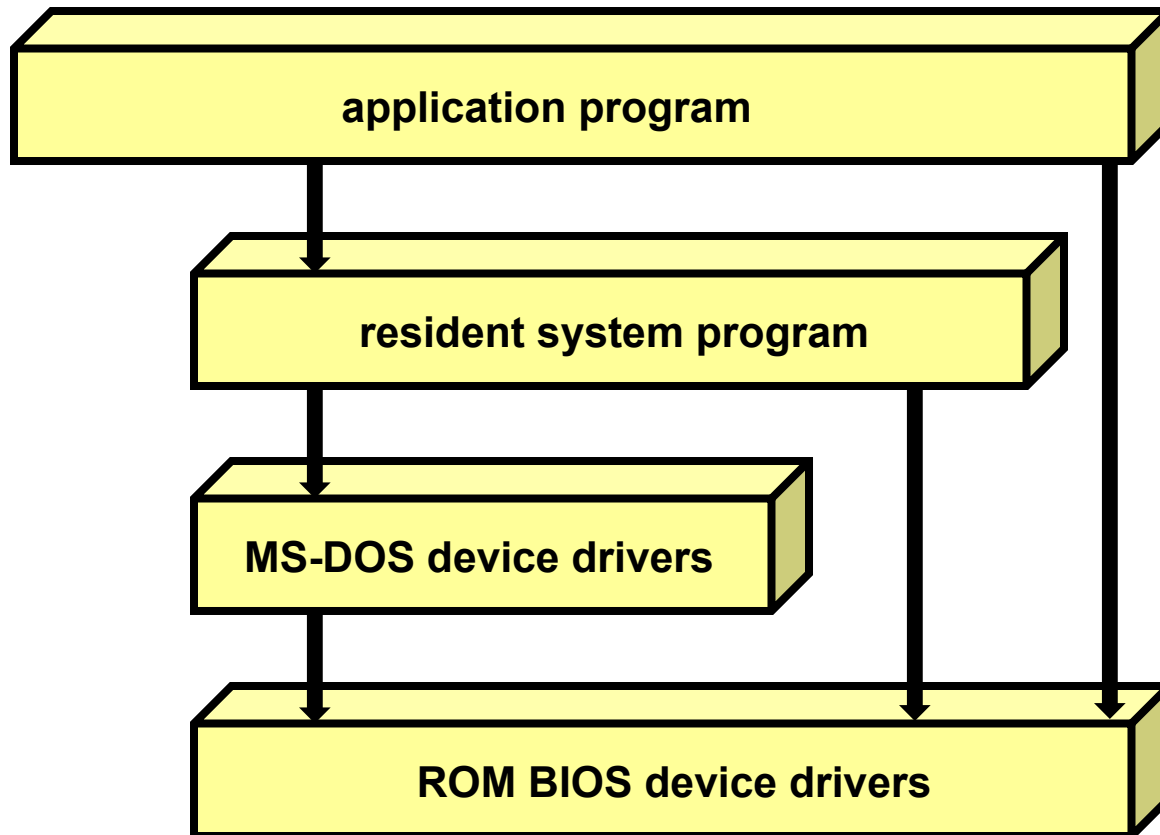 application program
resident system program
MS-DOS device drivers
ROM BIOS device drivers